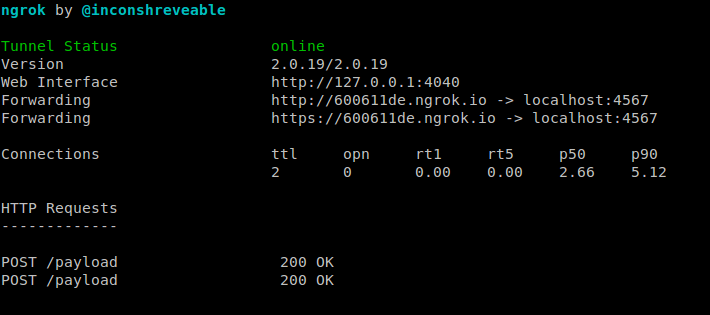 ngrok by @inconshreveable
Tunnel Status online
Version 2.0.19/2.0.19
Web Interface http://127.0.0.1:4040
Forwarding http://600611de.ngrok.io -> localhost:4567
Forwarding https://600611de.ngrok.io -> localhost:4567
Connections ttl opn rt1 rt5 p50 p90
2 0 0.00 0.00 2.66 5.12
HTTP Requests
-------------
POST /payload 200 OK
POST /payload 200 OK